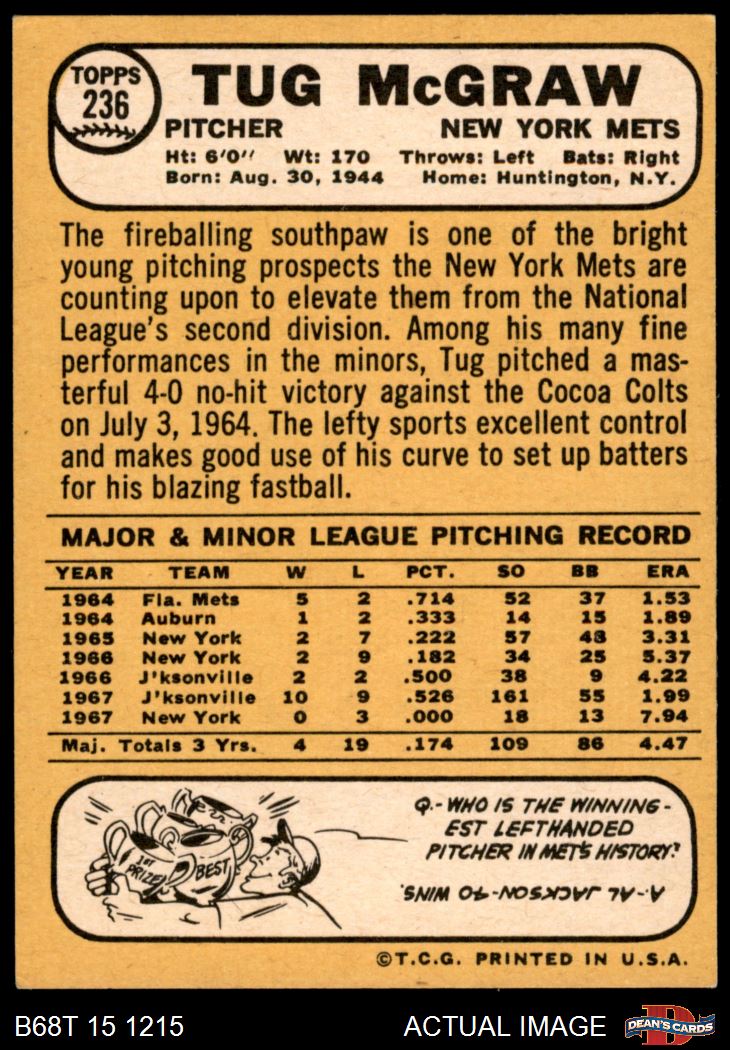 TOPPS
236
TUG McGRAW
PITCHER NEW YORK METS
Ht: 6'0" Wt: 170 Throws: Left Bats: Right
Born: Aug. 30, 1944 Home: Huntington, N.Y.
The fireballing southpaw is one of the bright
young pitching prospects the New York Mets are
counting upon to elevate them from the National
League's second division. Among his many fine
performances in the minors, Tug pitched a mas-
terful 4-0 no-hit victory against the Cocoa Colts
on July 3, 1964. The lefty sports excellent control
and makes good use of his curve to set up batters
for his blazing fastball.
MAJOR & MINOR LEAGUE PITCHING RECORD
YEAR TEAM W L PCT. SO BB ERA
1964 Fla. Mets 5 2 .714 52 37 1.53
1964 Auburn 1 2 .333 14 15 1.89
1965 New York 2 7 .222 57 48 3.31
1966 New York 2 9 .182 34 25 5.37
1966 J'ksonville 2 2 .500 38 9 4.22
1967 J'ksonville 10 9 .526 161 55 1.99
1967 New York 0 3 .000 18 13 7.94
Maj. Totals 3 Yrs. 4 19 .174 109 86 4.47
1ST
PRIZE
BEST
Q.-WHO IS THE WINNING-
EST LEFTHANDED
PITCHER IN MET'S HISTORY?
A.-AL JACKSON-40 WINS.
©T.C.G. PRINTED IN U.S.A.
B68T 15 1215 ACTUAL IMAGE
D
DEAN'S CARDS